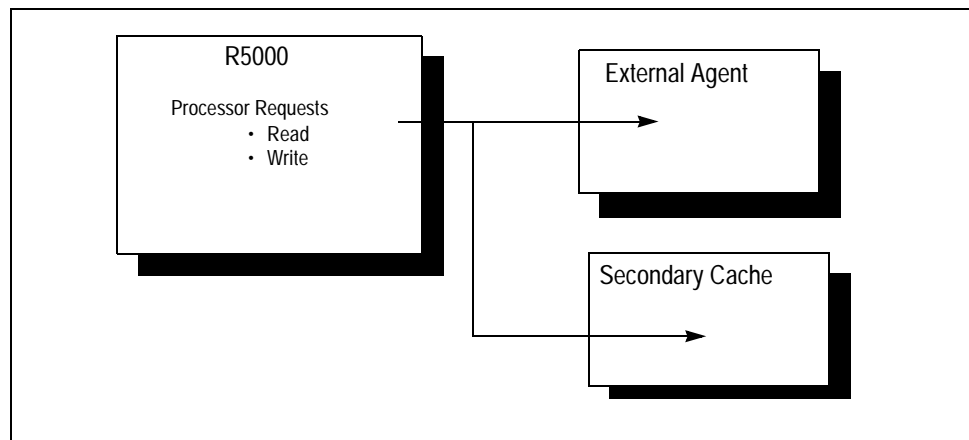 R5000
Processor Requests
• Read
• Write
External Agent
Secondary Cache